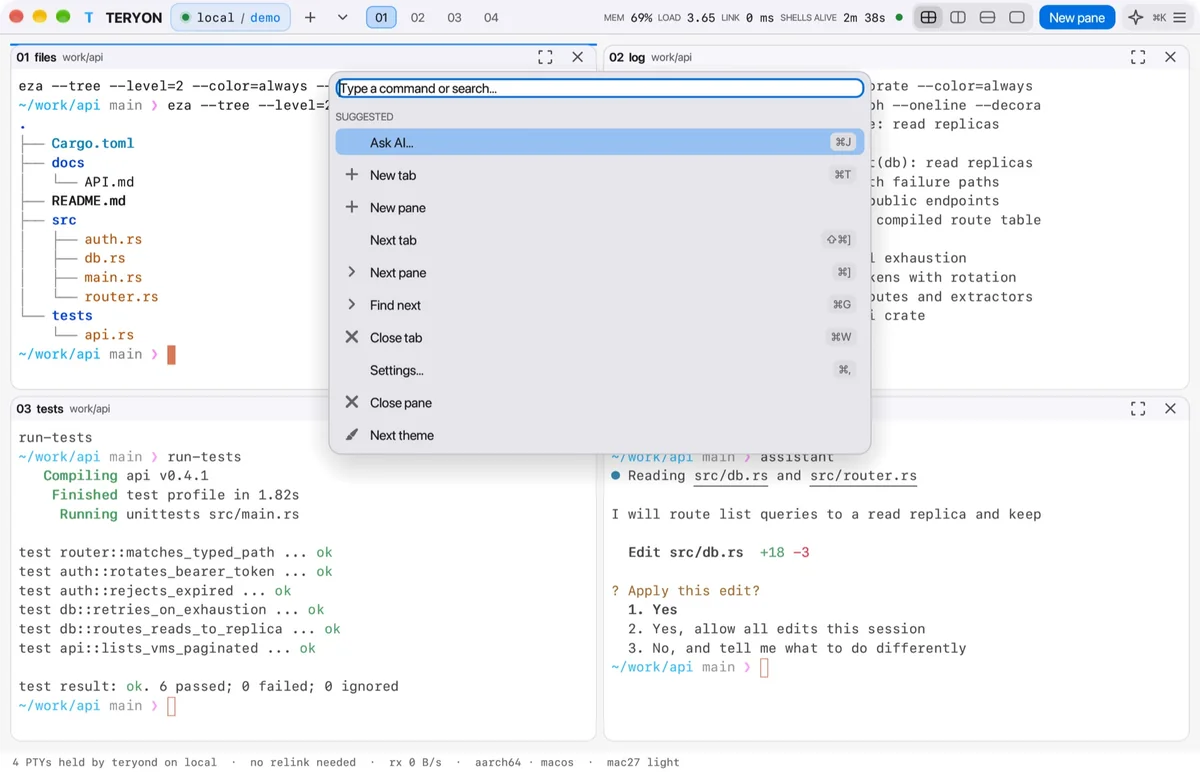 T TERYON local / demo + 01 02 03 04 MEM 69% LOAD 3.65 LINK 0 ms SHELLS ALIVE 2m 38s New pane ⌘K
01 files work/api
eza --tree --level=2 --color=always --
~/work/api main ❯ eza --tree --level=2
.
├── Cargo.toml
├── docs
│   └── API.md
├── README.md
├── src
│   ├── auth.rs
│   ├── db.rs
│   ├── main.rs
│   └── router.rs
└── tests
    └── api.rs
~/work/api main ❯
02 log work/api
orate --color=always
ph --oneline --decora
e: read replicas
t(db): read replicas
th failure paths
public endpoints
compiled route table
l exhaustion
kens with rotation
outes and extractors
i crate
Type a command or search...
SUGGESTED
Ask AI... ⌘J
New tab ⌘T
New pane
Next tab ⇧⌘]
Next pane ⌘]
Find next ⌘G
Close tab ⌘W
Settings... ⌘,
Close pane
Next theme
03 tests work/api
run-tests
~/work/api main ❯ run-tests
Compiling api v0.4.1
Finished test profile in 1.82s
Running unittests src/main.rs
test router::matches_typed_path ... ok
test auth::rotates_bearer_token ... ok
test auth::rejects_expired ... ok
test db::retries_on_exhaustion ... ok
test db::routes_reads_to_replica ... ok
test api::lists_vms_paginated ... ok
test result: ok. 6 passed; 0 failed; 0 ignored
~/work/api main ❯
~/work/api main ❯ assistant
Reading src/db.rs and src/router.rs
I will route list queries to a read replica and keep
Edit src/db.rs +18 −3
? Apply this edit?
1. Yes
2. Yes, allow all edits this session
3. No, and tell me what to do differently
~/work/api main ❯
4 PTYs held by teryond on local · no relink needed · rx 0 B/s · aarch64 · macos · mac27 light